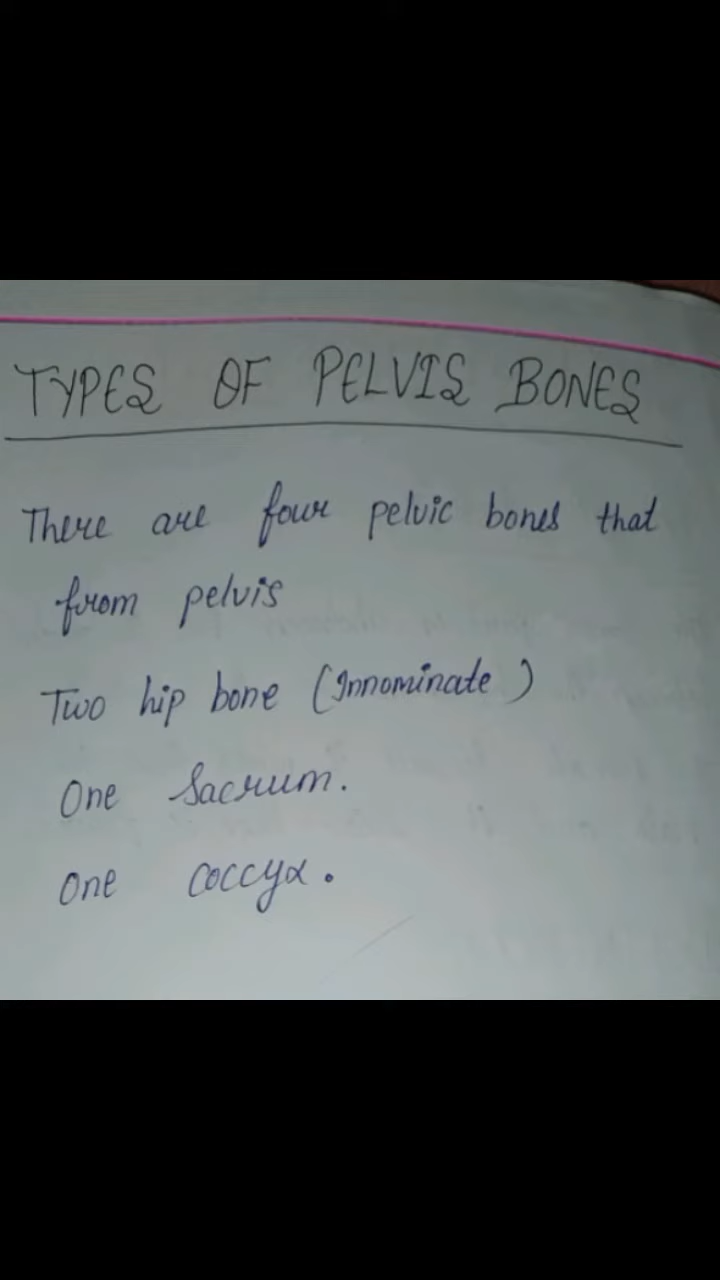 TYPES OF PELVIS BONES
There are four pelvic bones that
from pelvis
Two hip bone (Innominate)
One Sacrum.
One Coccyx.